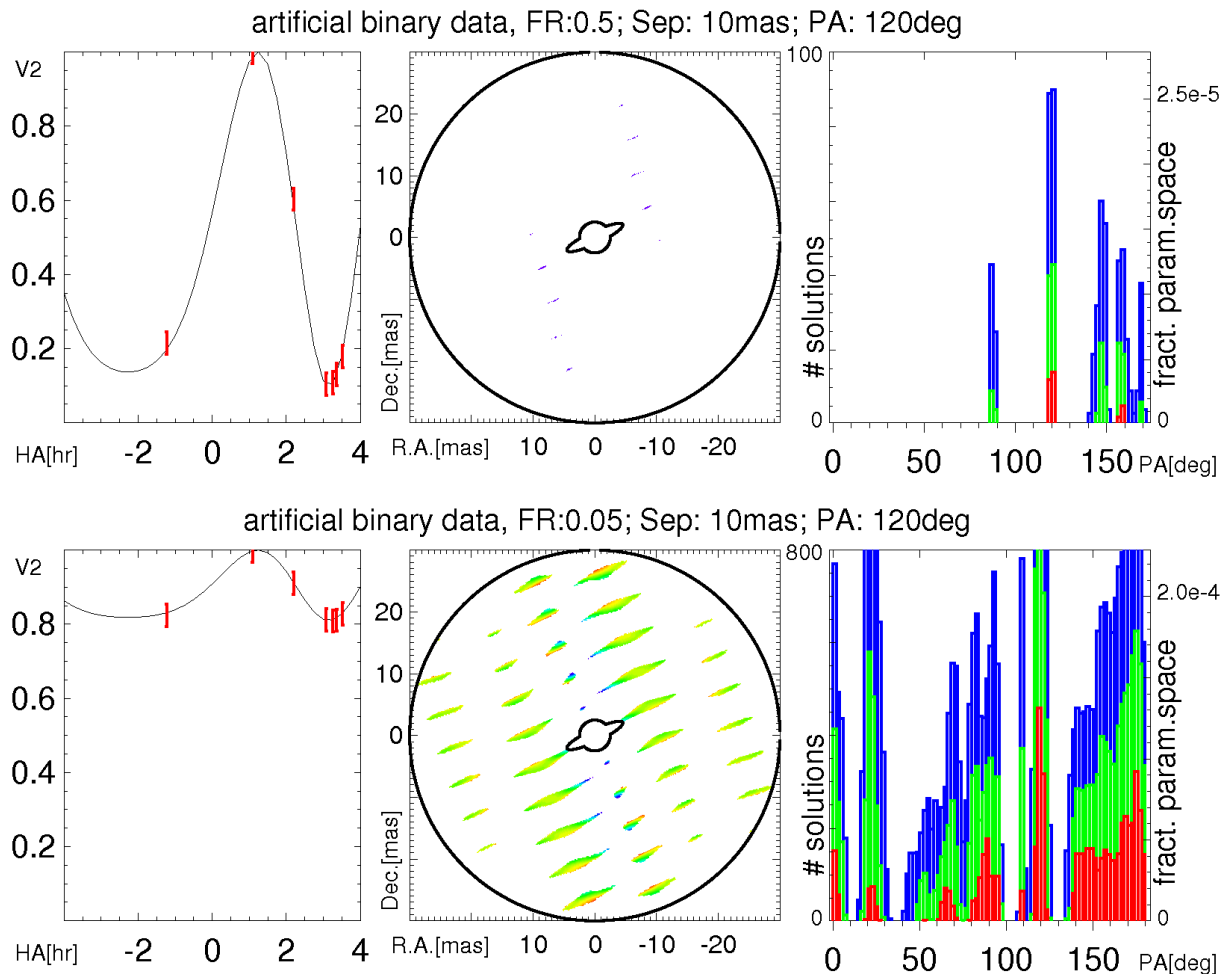 artificial binary data, FR:0.5; Sep: 10mas; PA: 120deg
V2
0.8
0.6
0.4
0.2
HA[hr]
-2 0 2 4
20
10
0
Dec.[mas]
R.A.[mas]
10 0 -10 -20
100
# solutions
0
2.5e-5
fract. param.space
0
0 50 100 150 PA[deg]
artificial binary data, FR:0.05; Sep: 10mas; PA: 120deg
V2
0.8
0.6
0.4
0.2
HA[hr]
-2 0 2 4
20
10
0
Dec.[mas]
R.A.[mas]
10 0 -10 -20
800
# solutions
0
2.0e-4
fract. param.space
0
0 50 100 150 PA[deg]